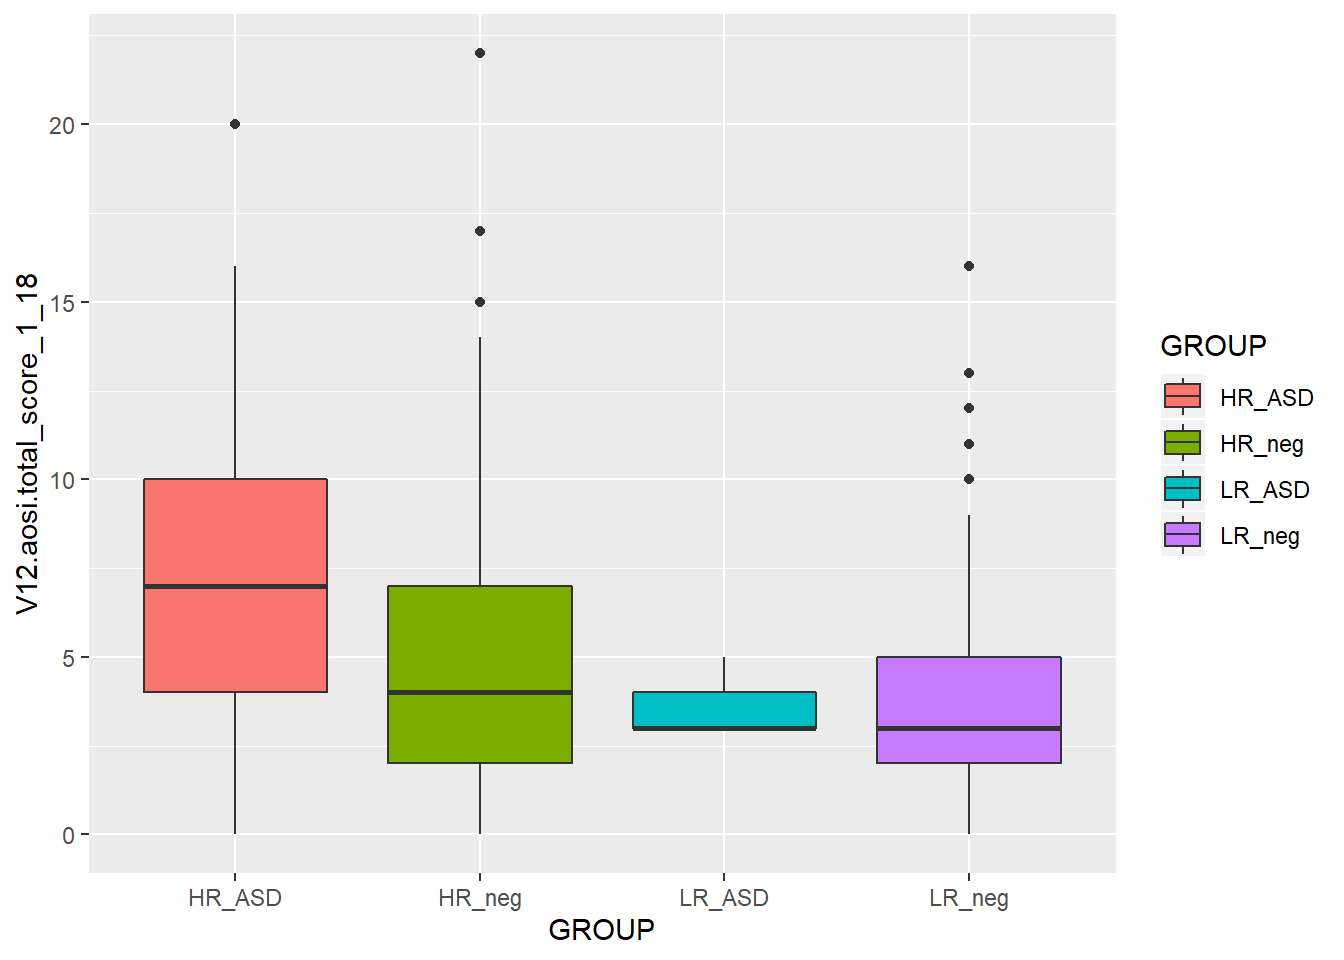 V12.aosi.total_score_1_18
20
15
10
5
0
HR_ASD
HR_neg
LR_ASD
LR_neg
GROUP
GROUP
HR_ASD
HR_neg
LR_ASD
LR_neg